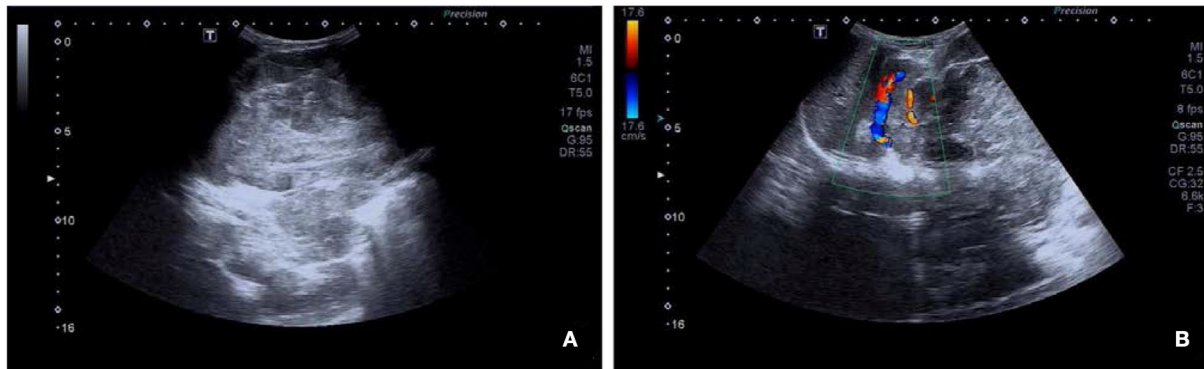 Precision
T
0
5
10
16
MI
1.5
6C1
T5.0
17 fps
Qscan
G:95
DR:55
A
17.6
17.6
cm/s
Precision
T
0
5
10
16
MI
1.5
6C1
T5.0
8 fps
Qscan
G:95
DR:55
CF 2.5
CG:32
6.6k
F:3
B